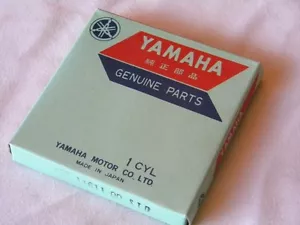 YAMAHA
純正部品
GENUINE PARTS
1 CYL
YAMAHA MOTOR CO., LTD.
MADE IN JAPAN